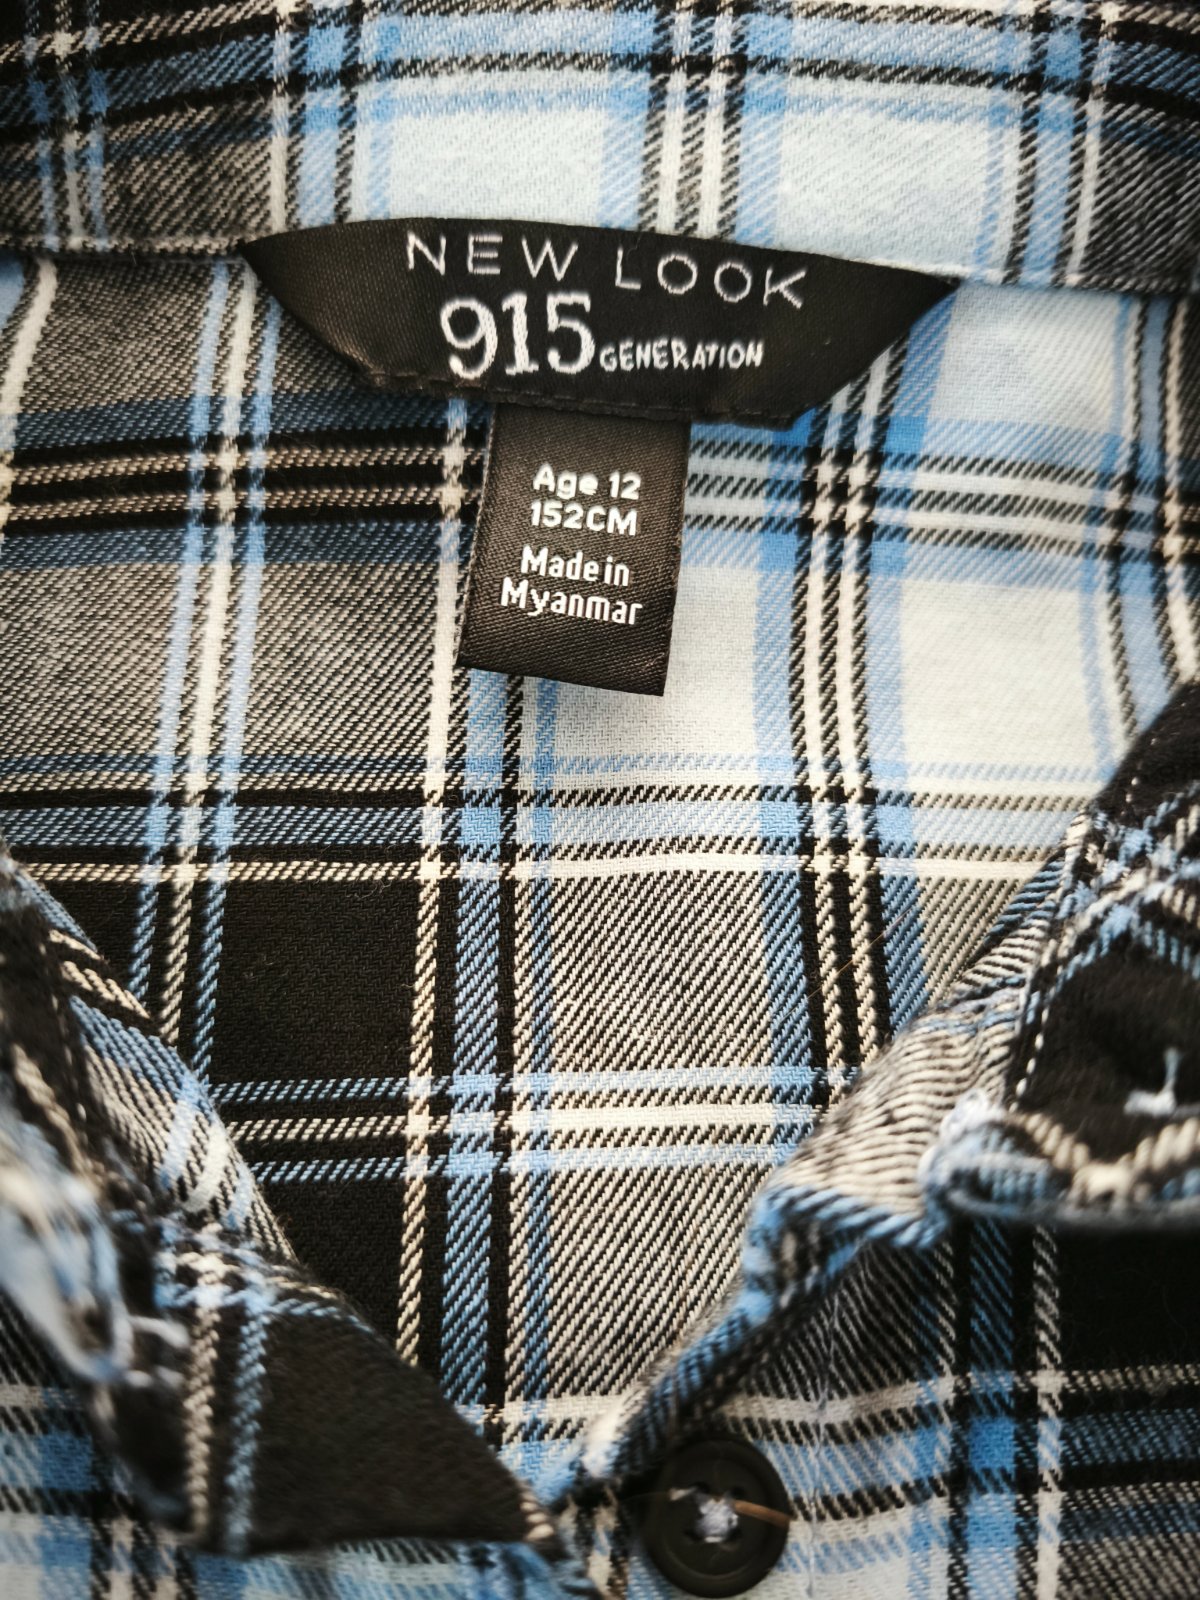 NEW LOOK
915 GENERATION
Age 12
152CM
Made in
Myanmar